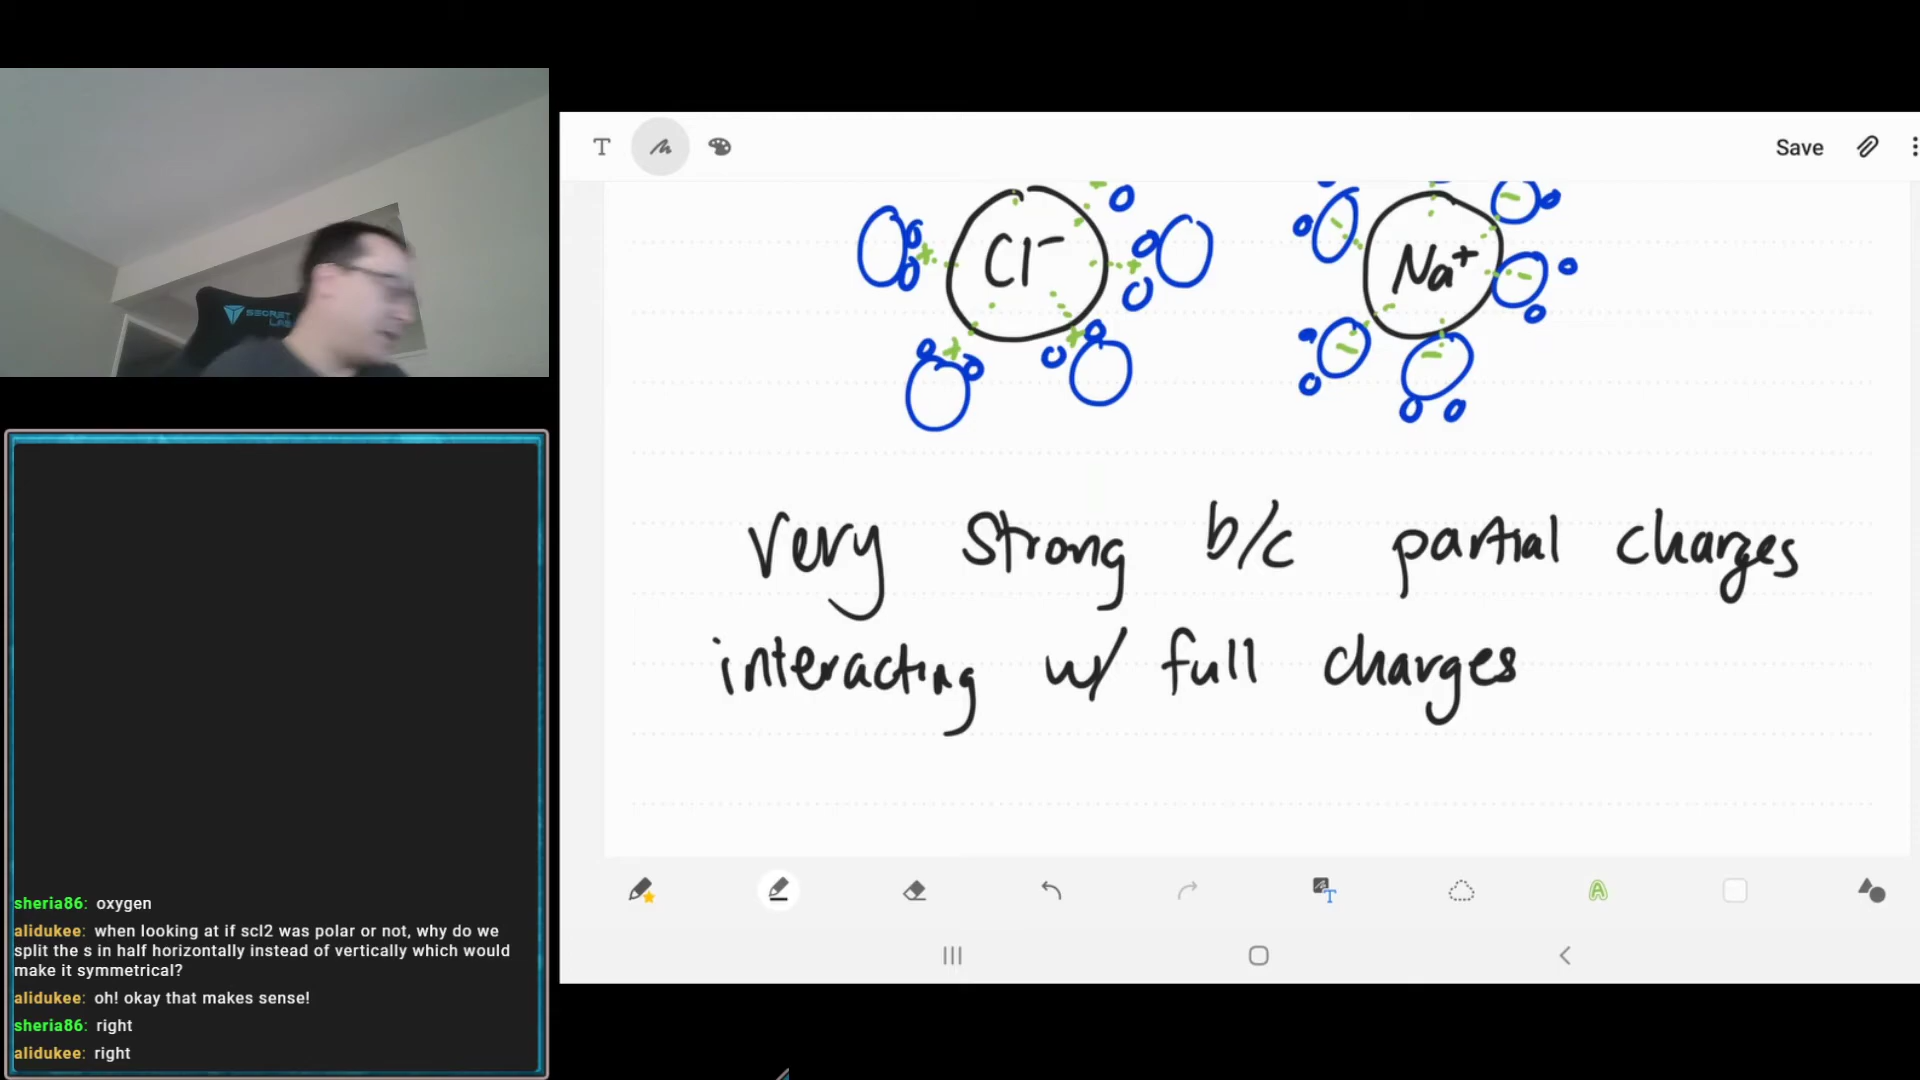 T
Save
Cl⁻
Na⁺
+
+
+
+
+
-
-
-
-
-
SECRET
LAB
very strong b/c partial charges
interacting w/ full charges
sheria86: oxygen
alidukee: when looking at if scl2 was polar or not, why do we
split the s in half horizontally instead of vertically which would
make it symmetrical?
alidukee: oh! okay that makes sense!
sheria86: right
alidukee: right
T
A